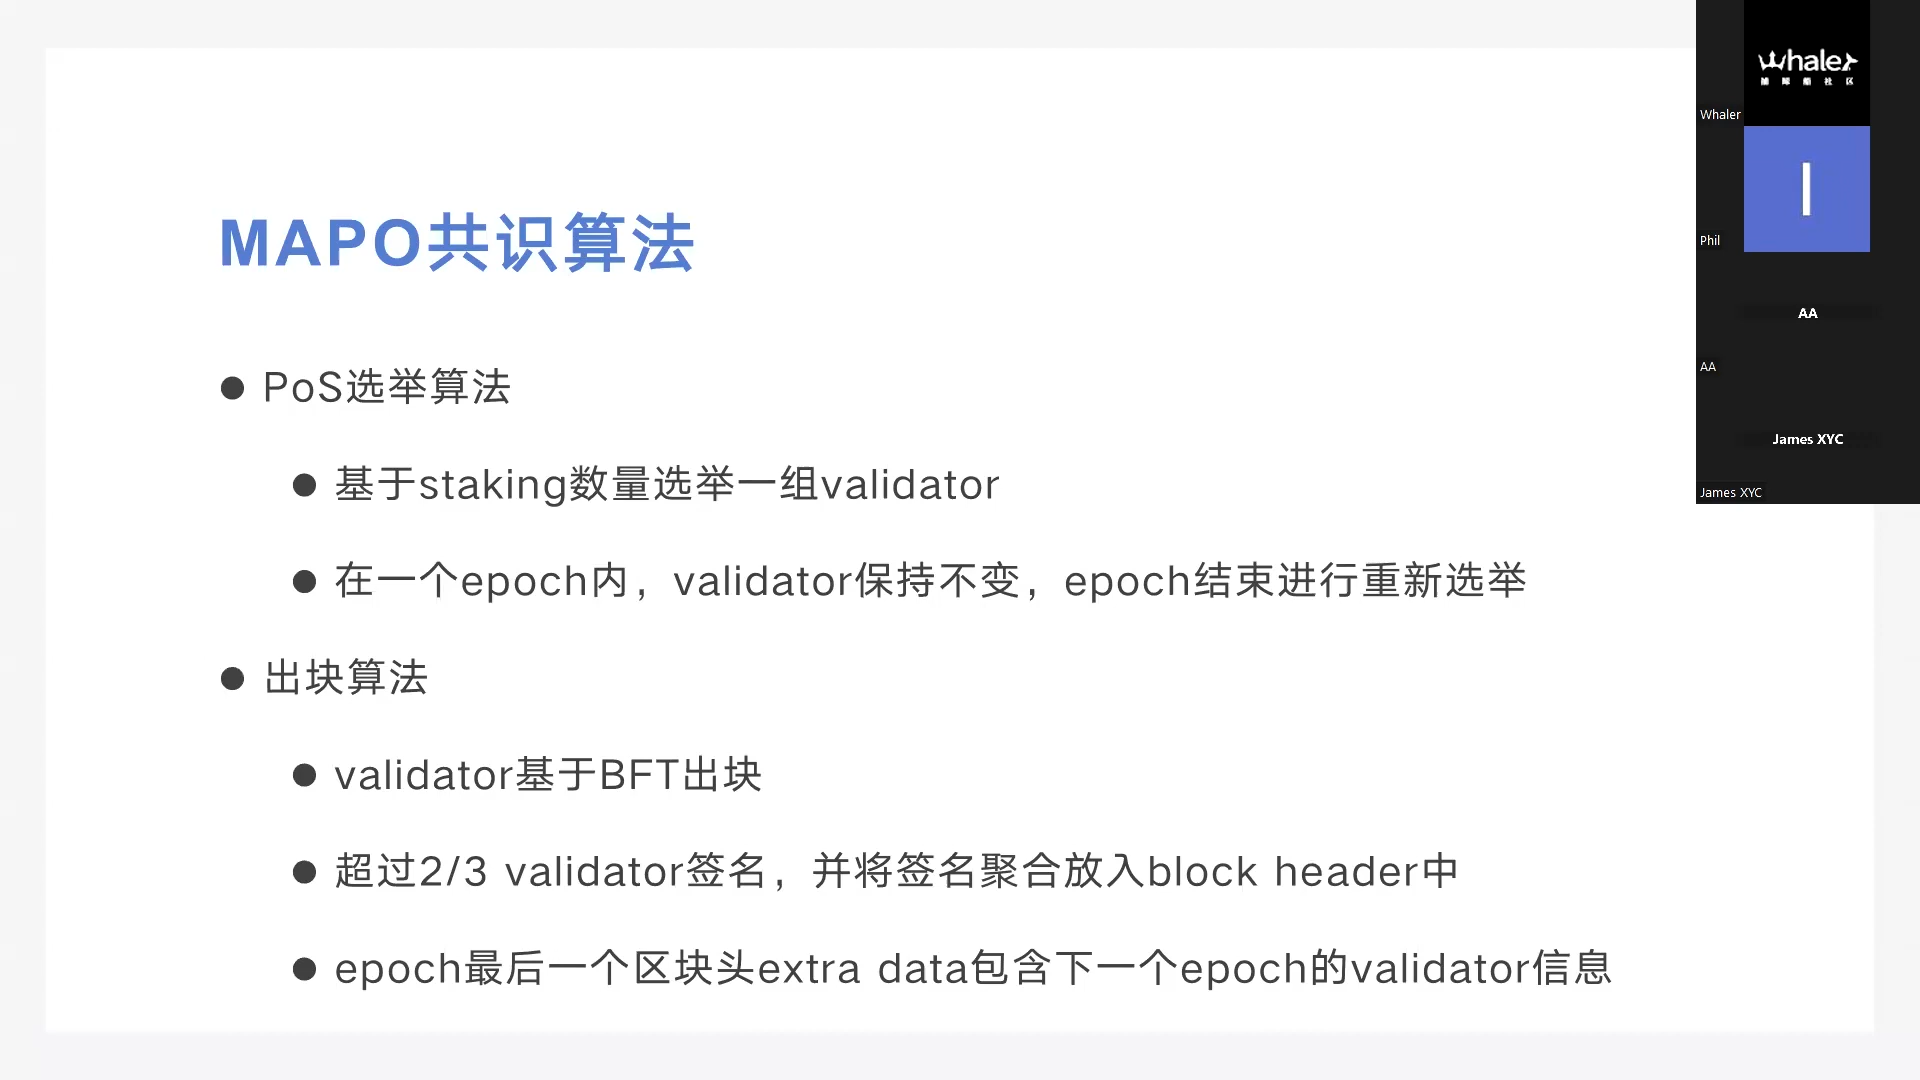 MAPO共识算法
● PoS选举算法
● 基于staking数量选举一组validator
● 在一个epoch内，validator保持不变，epoch结束进行重新选举
● 出块算法
● validator基于BFT出块
● 超过2/3 validator签名，并将签名聚合放入block header中
● epoch最后一个区块头extra data包含下一个epoch的validator信息
Whaler
捕鲸船社区
Whaler
I
Phil
AA
AA
James XYC
James XYC